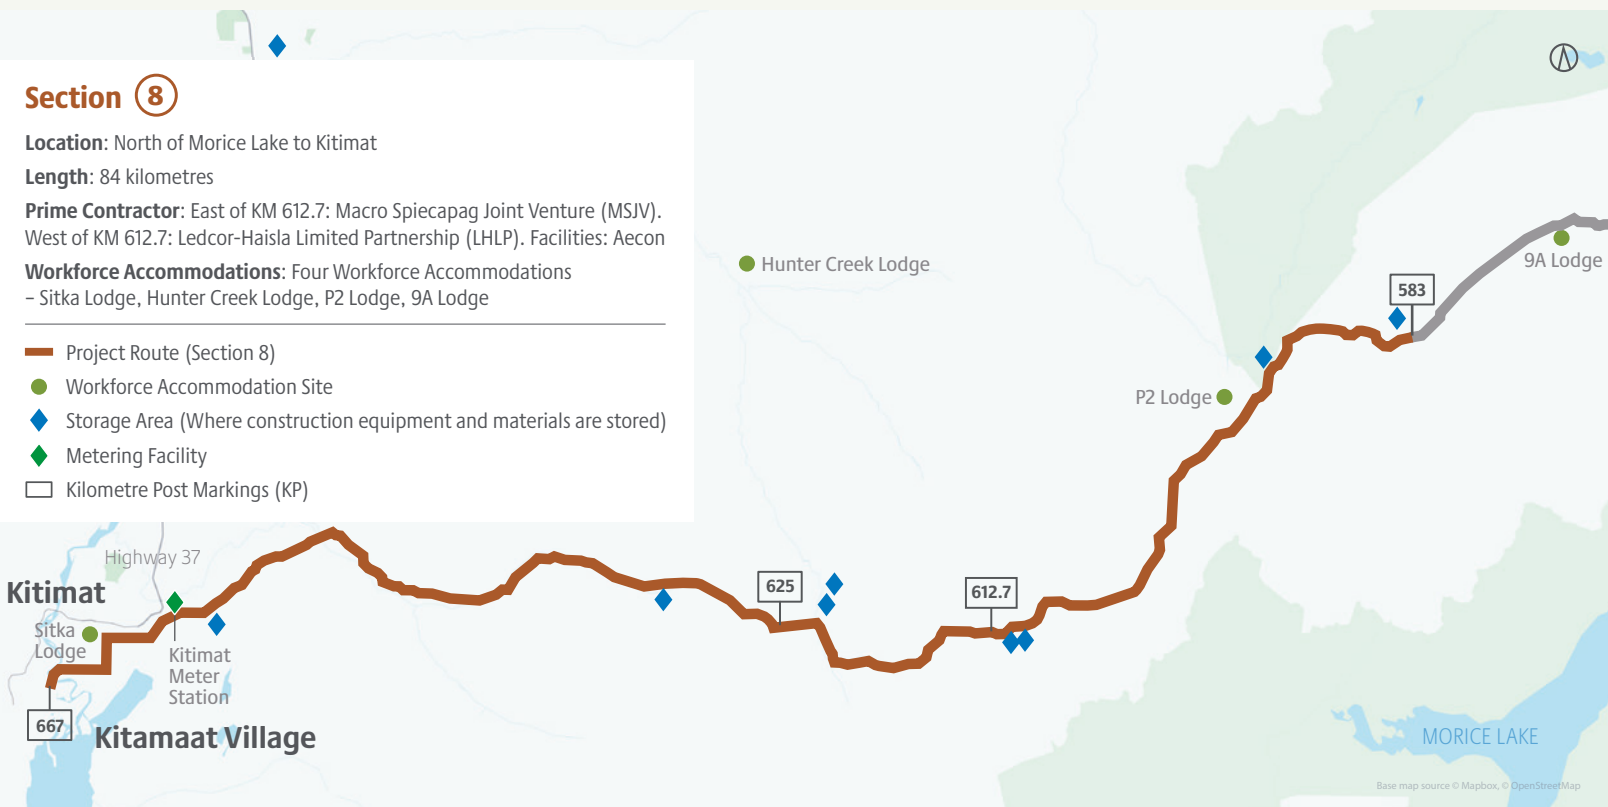 Section 8
Location: North of Morice Lake to Kitimat
Length: 84 kilometres
Prime Contractor: East of KM 612.7: Macro Spiecapag Joint Venture (MSJV).
West of KM 612.7: Ledcor-Haisla Limited Partnership (LHLP). Facilities: Aecon
Workforce Accommodations: Four Workforce Accommodations
– Sitka Lodge, Hunter Creek Lodge, P2 Lodge, 9A Lodge
Project Route (Section 8)
Workforce Accommodation Site
Storage Area (Where construction equipment and materials are stored)
Metering Facility
Kilometre Post Markings (KP)
Hunter Creek Lodge
9A Lodge
583
P2 Lodge
Highway 37
Kitimat
625
612.7
Sitka
Lodge
Kitimat
Meter
Station
667
Kitamaat Village
MORICE LAKE
Base map source © Mapbox, © OpenStreetMap